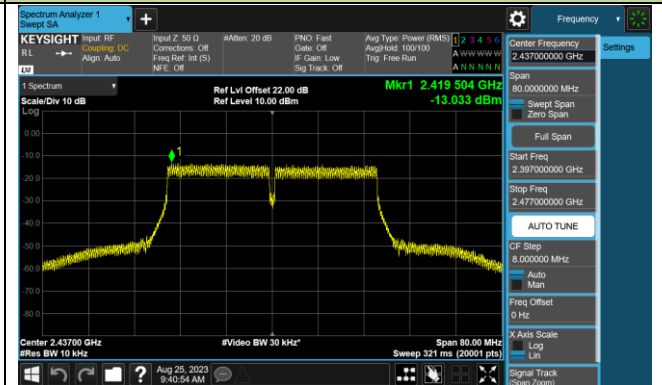 Spectrum Analyzer 1
Swept SA
+
Frequency
KEYSIGHT Input: RF
RL Coupling: DC
Align: Auto
LNI
Input Z: 50 Ω
Corrections: Off
Freq Ref: Int (S)
NFE: Off
#Atten: 20 dB
PNO: Fast
Gate: Off
IF Gain: Low
Sig Track: Off
Avg Type: Power (RMS)
Avg|Hold: 100/100
Trig: Free Run
1 2 3 4 5 6
A W W W W W
A N N N N N
1 Spectrum
Scale/Div 10 dB
Log
Ref Lvl Offset 22.00 dB
Ref Level 10.00 dBm
Mkr1 2.419 504 GHz
-13.033 dBm
0.00
-10.0
-20.0
-30.0
-40.0
-50.0
-60.0
-70.0
-80.0
1
Center 2.43700 GHz
#Res BW 10 kHz
#Video BW 30 kHz*
Span 80.00 MHz
Sweep 321 ms (20001 pts)
Center Frequency
2.437000000 GHz
Settings
Span
80.0000000 MHz
Swept Span
Zero Span
Full Span
Start Freq
2.397000000 GHz
Stop Freq
2.477000000 GHz
AUTO TUNE
CF Step
8.000000 MHz
Auto
Man
Freq Offset
0 Hz
X Axis Scale
Log
Lin
Signal Track
(Span Zoom)
?
Aug 25, 2023
9:40:54 AM